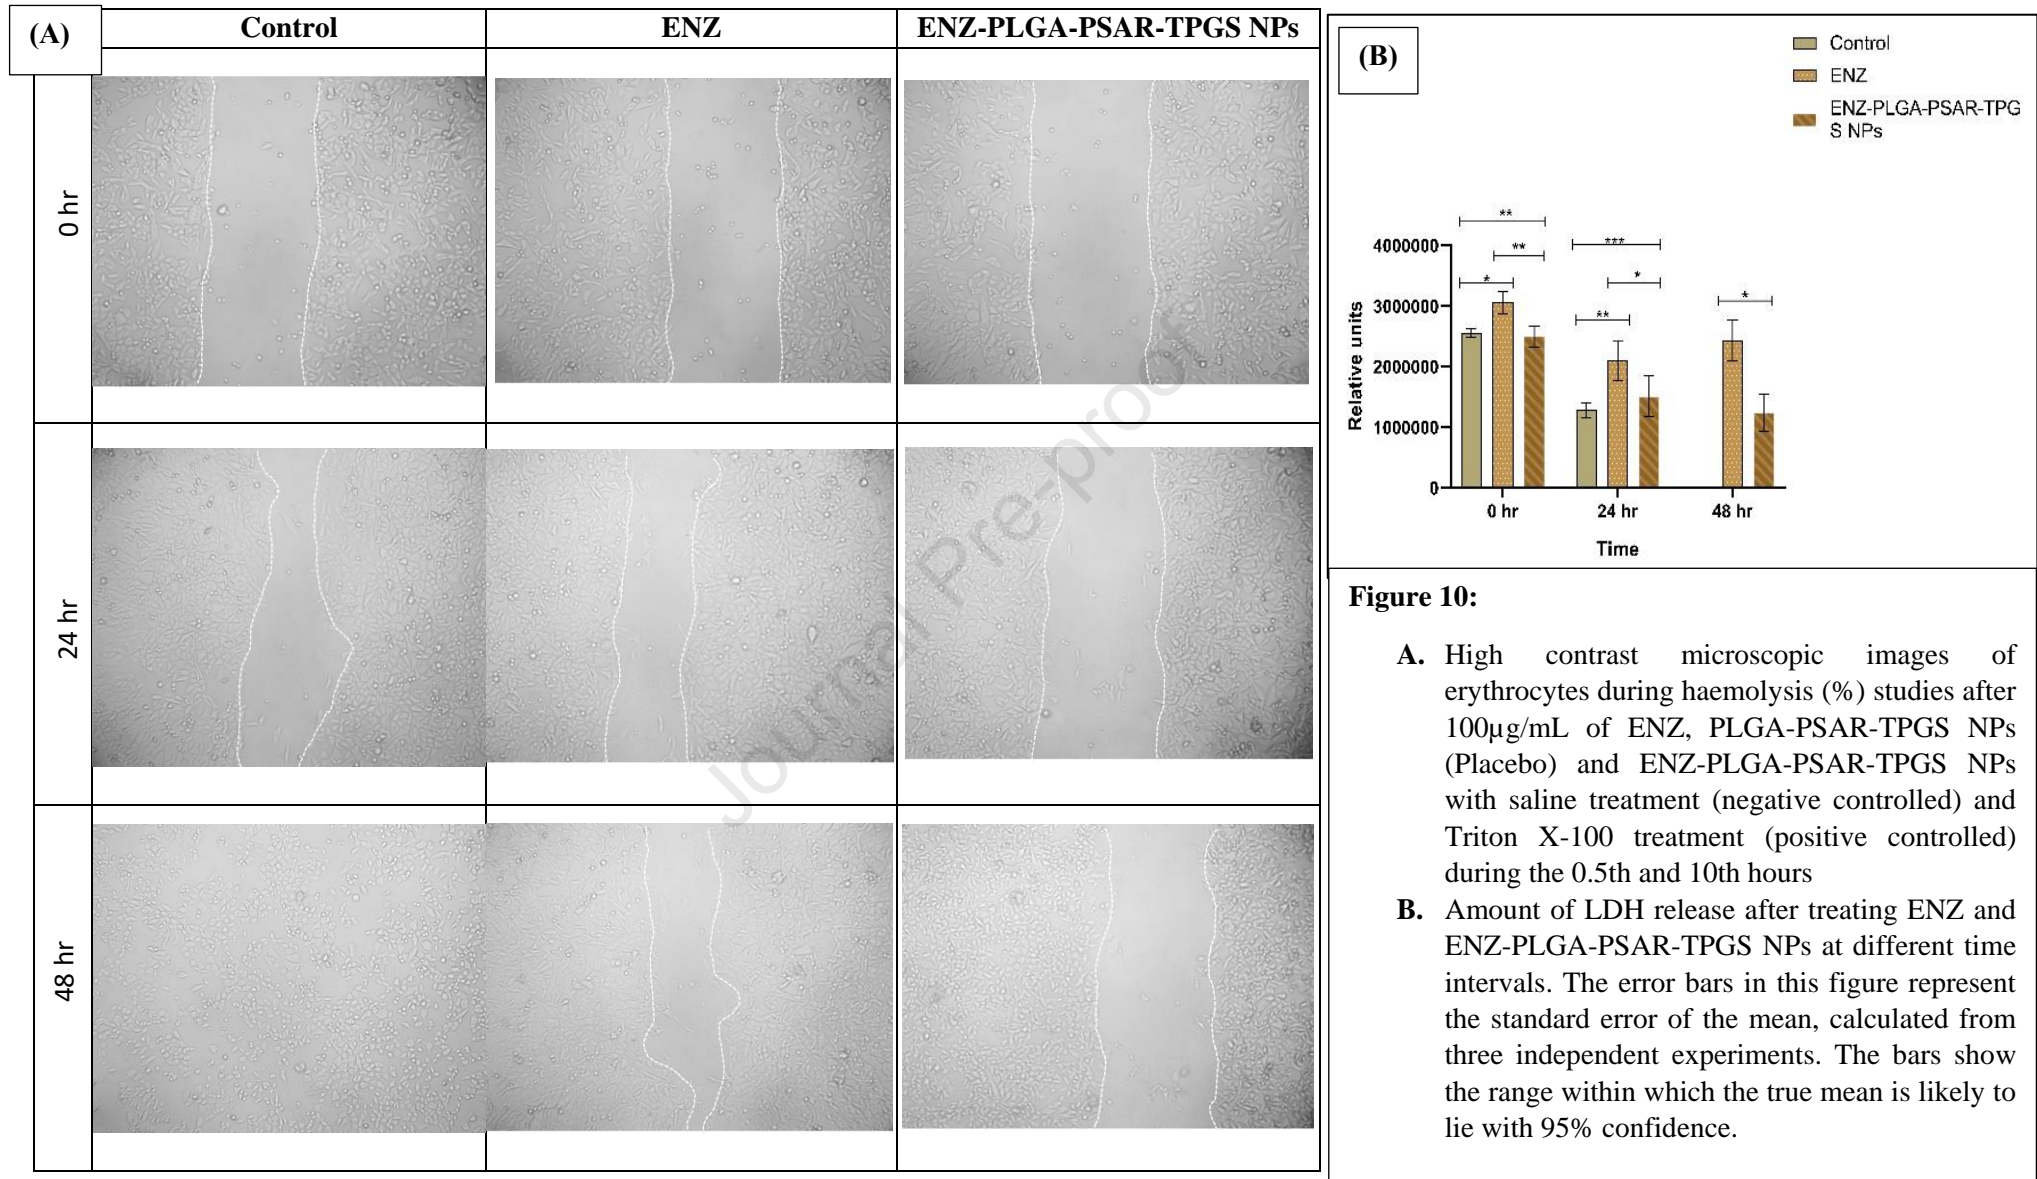 (A)
Control ENZ ENZ-PLGA-PSAR-TPGS NPs
0 hr
24 hr
48 hr
Journal Pre-proof
(B)
Control
ENZ
ENZ-PLGA-PSAR-TPG
S NPs
**
***
**
*
*
*
**
*
4000000
3000000
2000000
1000000
0
Relative units
0 hr 24 hr 48 hr
Time
Figure 10:
A. High contrast microscopic images of
erythrocytes during haemolysis (%) studies after
100µg/mL of ENZ, PLGA-PSAR-TPGS NPs
(Placebo) and ENZ-PLGA-PSAR-TPGS NPs
with saline treatment (negative controlled) and
Triton X-100 treatment (positive controlled)
during the 0.5th and 10th hours
B. Amount of LDH release after treating ENZ and
ENZ-PLGA-PSAR-TPGS NPs at different time
intervals. The error bars in this figure represent
the standard error of the mean, calculated from
three independent experiments. The bars show
the range within which the true mean is likely to
lie with 95% confidence.